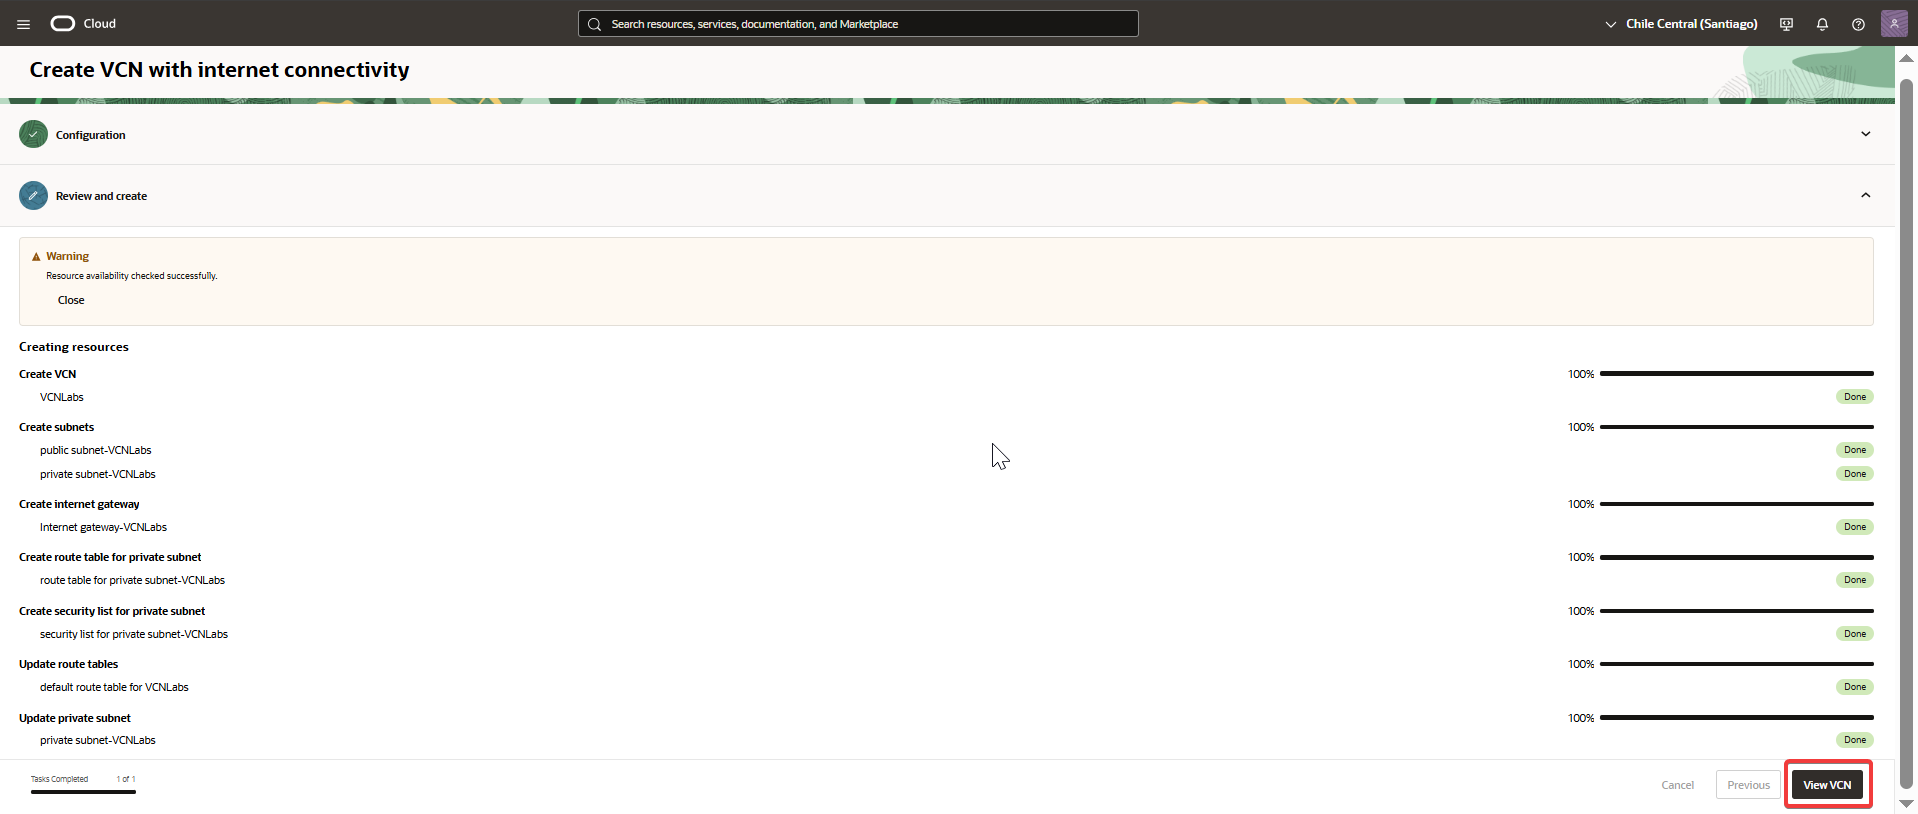 Cloud
Search resources, services, documentation, and Marketplace
Chile Central (Santiago)
Create VCN with internet connectivity
Configuration
Review and create
Warning
Resource availability checked successfully.
Close
Creating resources
Create VCN 100%
VCNLabs Done
Create subnets 100%
public subnet-VCNLabs Done
private subnet-VCNLabs Done
Create internet gateway 100%
Internet gateway-VCNLabs Done
Create route table for private subnet 100%
route table for private subnet-VCNLabs Done
Create security list for private subnet 100%
security list for private subnet-VCNLabs Done
Update route tables 100%
default route table for VCNLabs Done
Update private subnet 100%
private subnet-VCNLabs Done
Tasks Completed 1 of 1
Cancel Previous View VCN